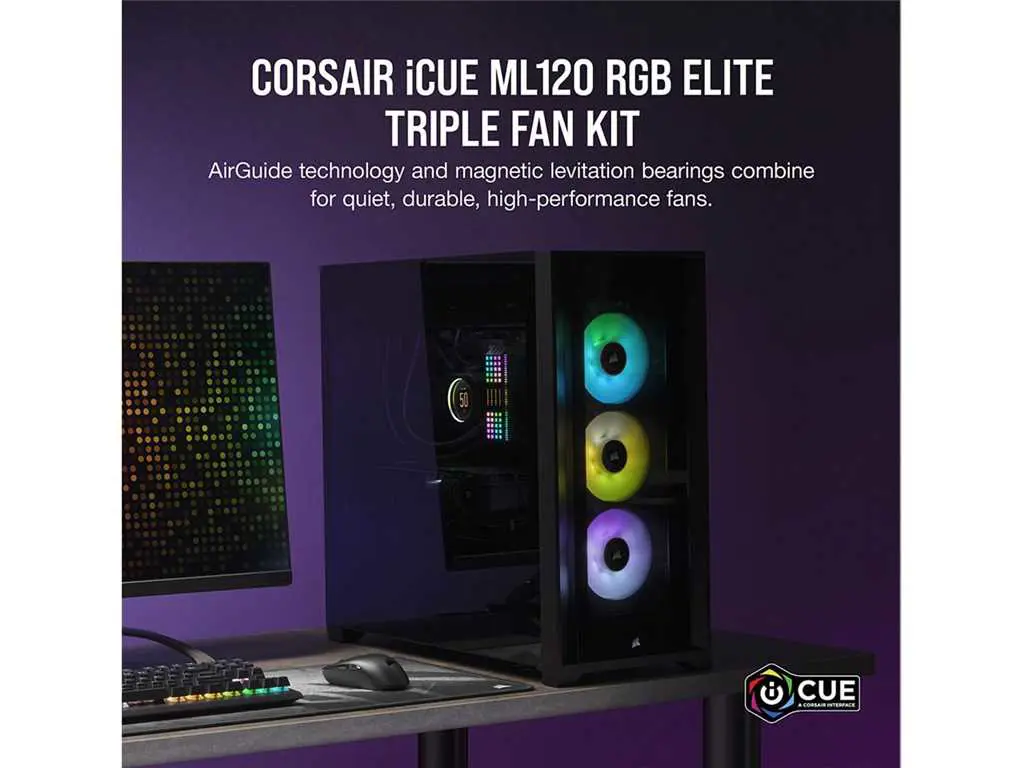 CORSAIR iCUE ML120 RGB ELITE
TRIPLE FAN KIT
AirGuide technology and magnetic levitation bearings combine
for quiet, durable, high-performance fans.
50
iCUE
A CORSAIR INTERFACE